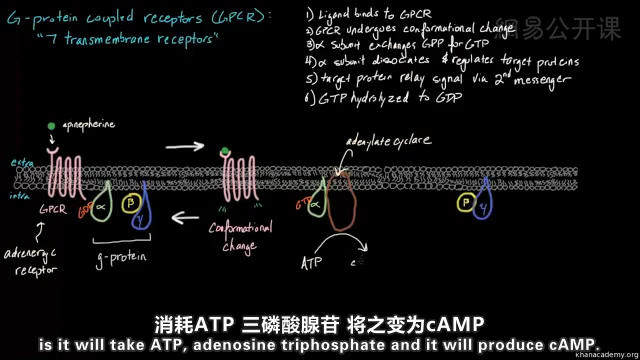 G-protein coupled receptors (GPCR):
"7 transmembrane receptors"
1) Ligand binds to GPCR
2) GPCR undergoes conformational change
3) α subunit exchanges GPP for GTP
4) α subunit dissocates & regulates target proteins
5) target protein relay signal via 2nd messenger
6) GTP hydrolyzed to GDP
網易公开课
epinepherine
adenylate cyclase
extra
intra
GPCR
GDP
α
β
γ
g-protein
adrenergic
receptor
Conformational
change
GTP
α
ATP
c
β
γ
消耗ATP 三磷酸腺苷 将之变为cAMP
is it will take ATP, adenosine triphosphate and it will produce cAMP.
khanacademy.org